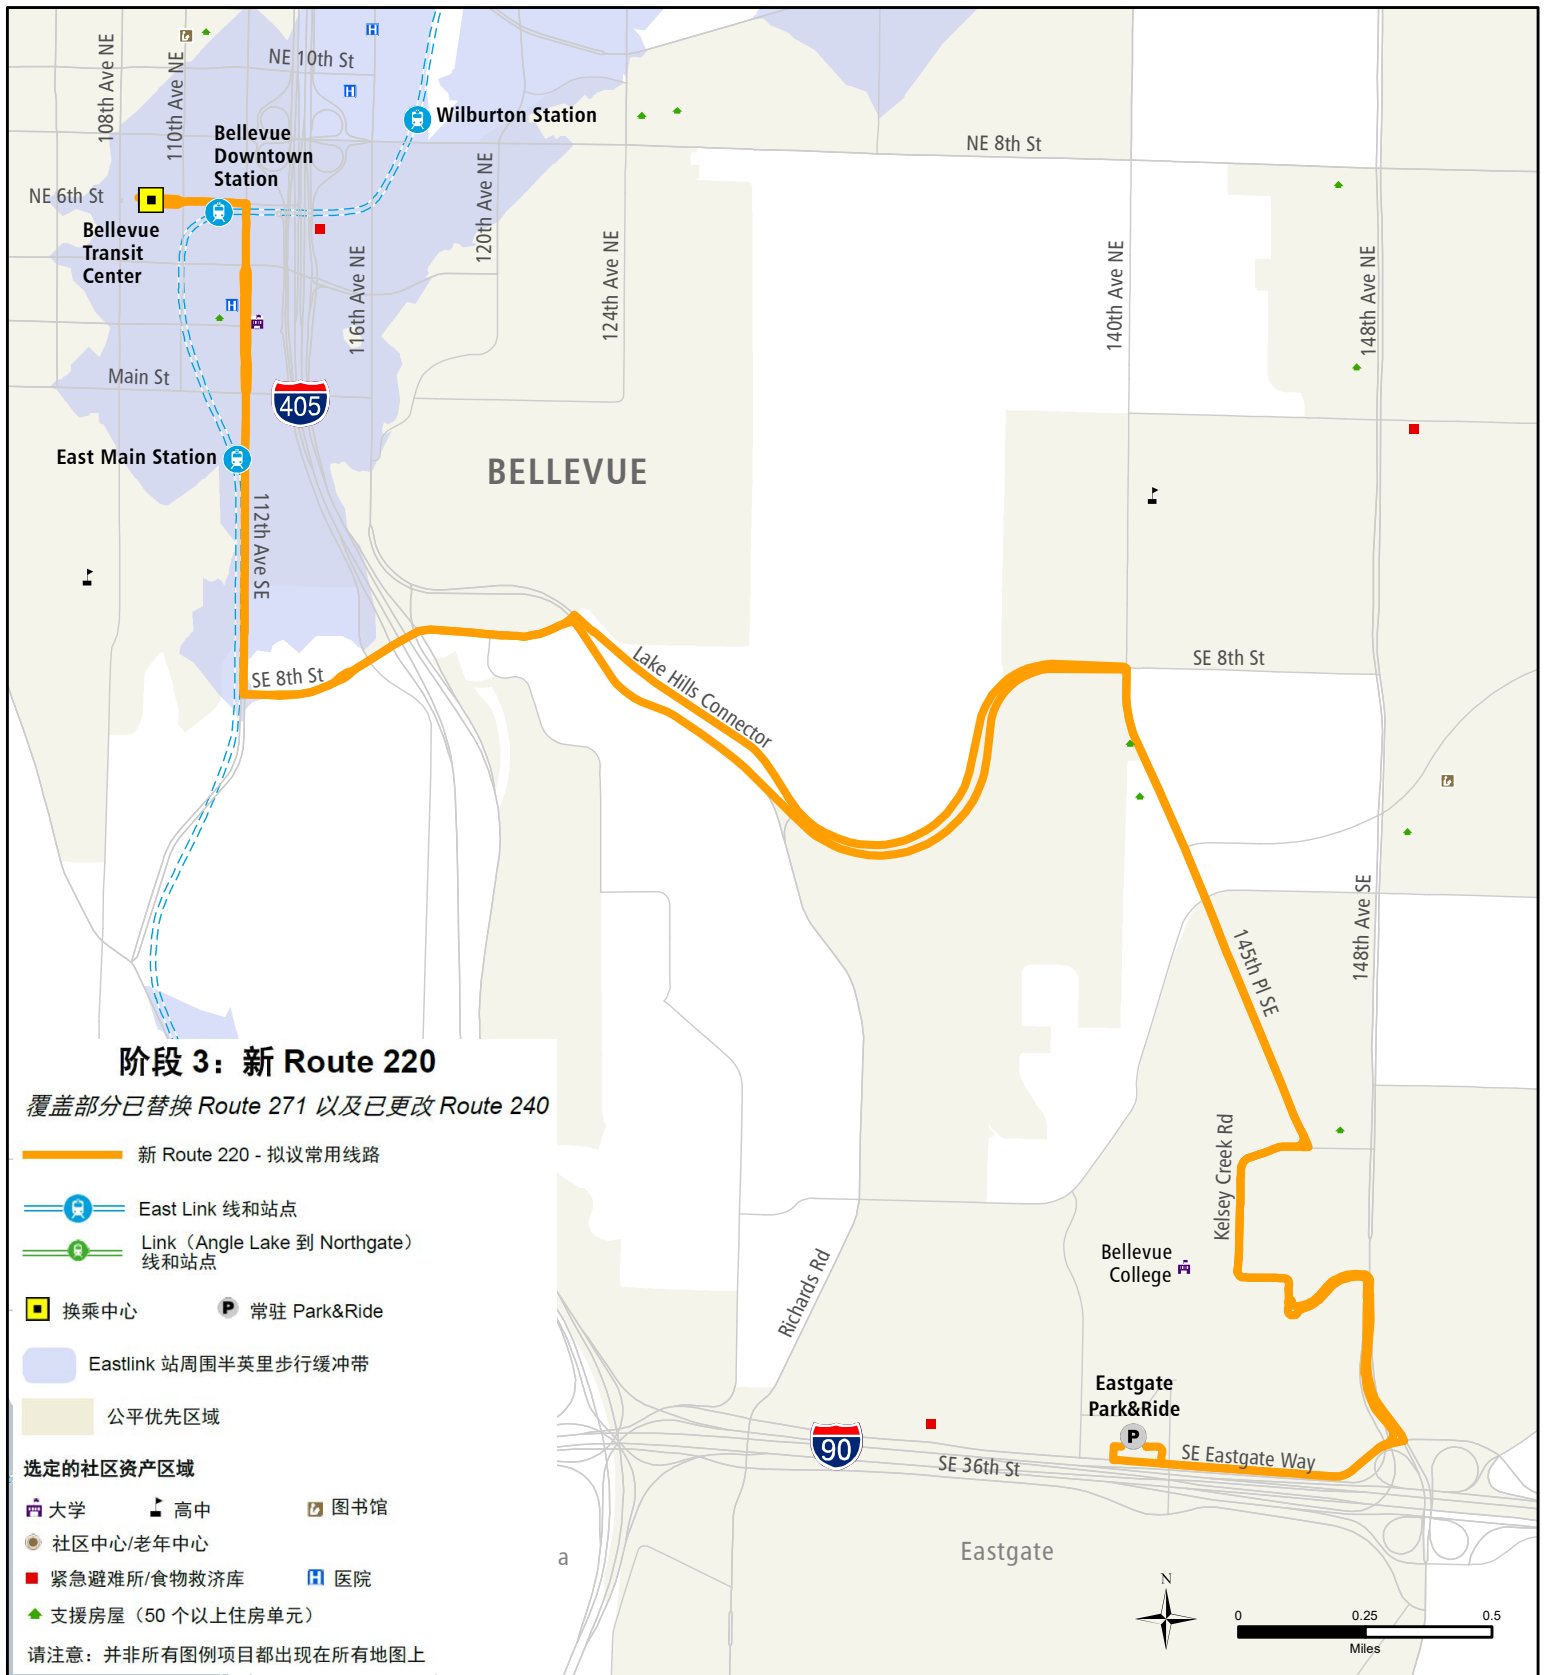 108th Ave NE
110th Ave NE
NE 10th St
H
H
Wilburton Station
Bellevue
Downtown
Station
NE 8th St
NE 6th St
Bellevue
Transit
Center
120th Ave NE
116th Ave NE
124th Ave NE
140th Ave NE
148th Ave NE
H
Main St
405
East Main Station
BELLEVUE
112th Ave SE
SE 8th St
Lake Hills Connector
SE 8th St
148th Ave SE
145th Pl SE
Kelsey Creek Rd
Bellevue
College
Richards Rd
Eastgate
Park&Ride
P
SE Eastgate Way
90
SE 36th St
Eastgate
a
N
0 0.25 0.5
Miles
阶段 3：新 Route 220
覆盖部分已替换 Route 271 以及已更改 Route 240
新 Route 220 - 拟议常用线路
East Link 线和站点
Link（Angle Lake 到 Northgate）
线和站点
换乘中心
P 常驻 Park&Ride
Eastlink 站周围半英里步行缓冲带
公平优先区域
选定的社区资产区域
大学 高中 图书馆
社区中心/老年中心
紧急避难所/食物救济库 H 医院
支援房屋（50 个以上住房单元）
请注意：并非所有图例项目都出现在所有地图上